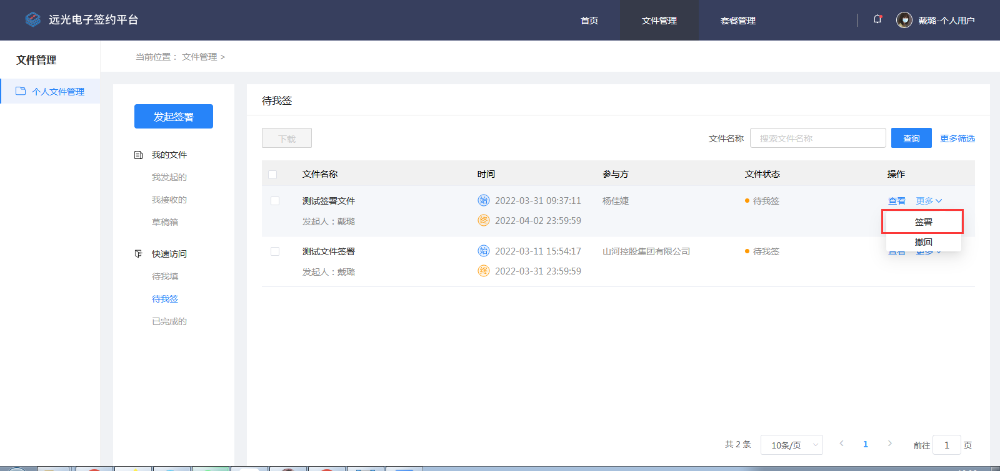 远光电子签约平台
首页
文件管理
套餐管理
戴璐-个人用户
文件管理
个人文件管理
当前位置： 文件管理 >
发起签署
我的文件
我发起的
我接收的
草稿箱
快速访问
待我填
待我签
已完成的
待我签
下载
文件名称
搜索文件名称
查询
更多筛选
文件名称 时间 参与方 文件状态 操作
测试签署文件 始 2022-03-31 09:37:11 杨佳婕 待我签 查看 更多
发起人：戴璐 终 2022-04-02 23:59:59
签署
撤回
测试文件签署 始 2022-03-11 15:54:17 山河控股集团有限公司 待我签 查看 更多
发起人：戴璐 终 2022-03-31 23:59:59
共 2 条 10条/页 < 1 > 前往 1 页